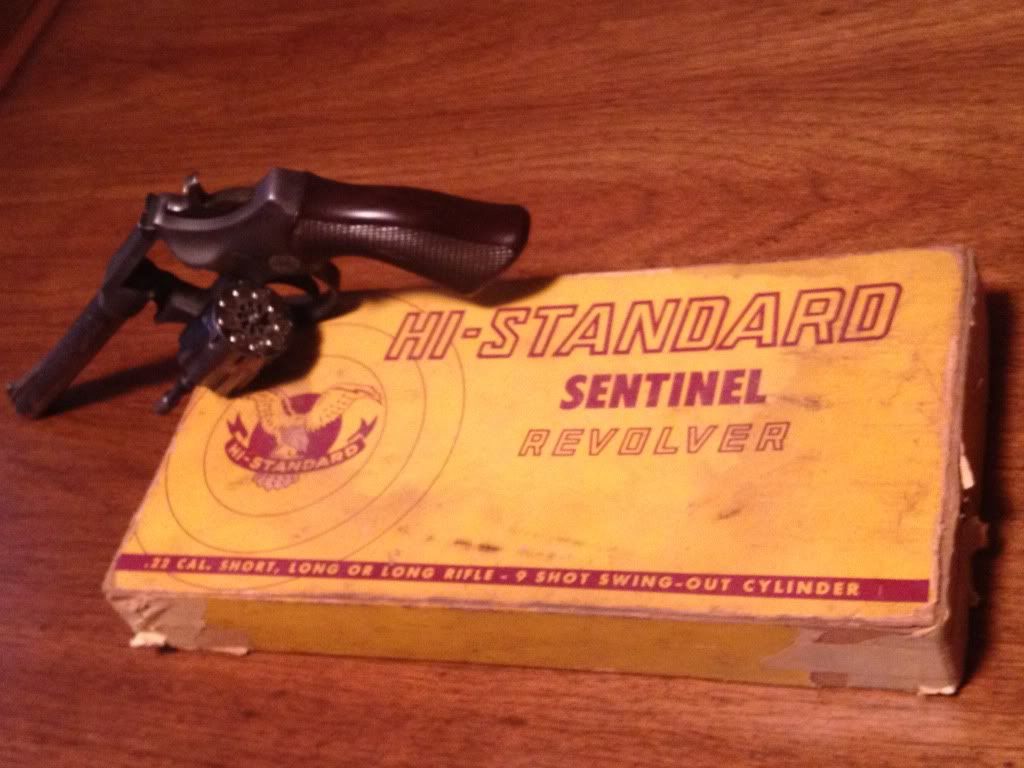 HI-STANDARD
SENTINEL
REVOLVER
HI-STANDARD
.22 CAL. SHORT, LONG OR LONG RIFLE - 9 SHOT SWING-OUT CYLINDER